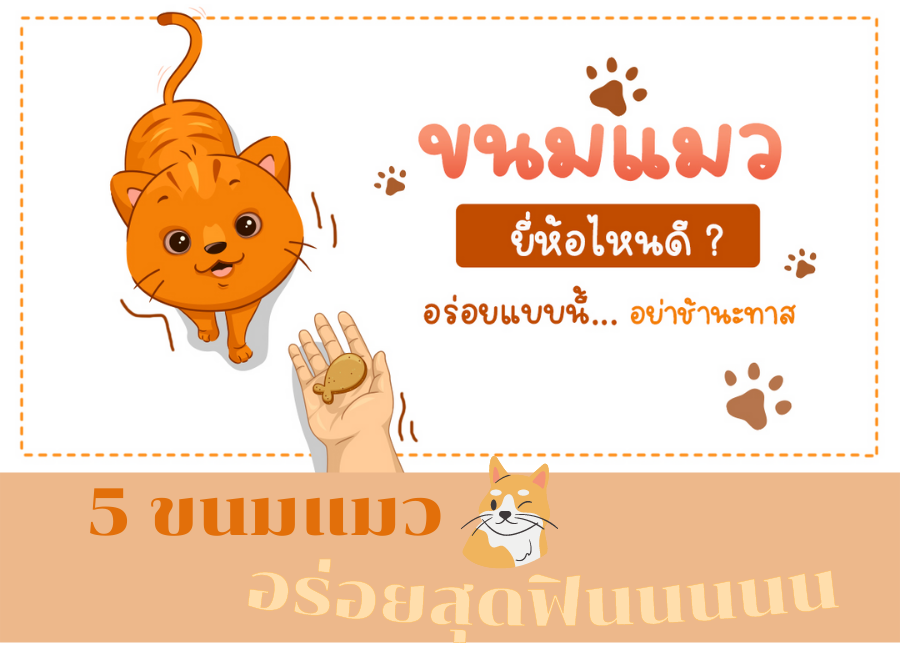 ขนมแมว
ยี่ห้อไหนดี ?
อร่อยแบบนี้... อย่าช้านะทาส
5 ขนมแมว
อร่อยสุดฟินนนนนน